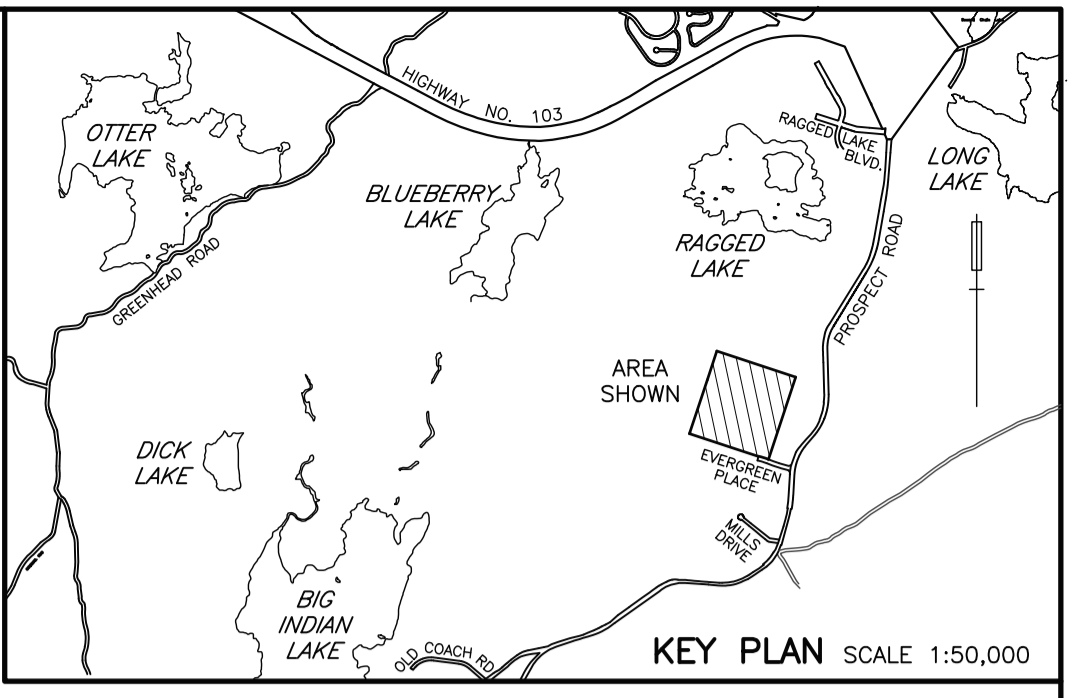 HIGHWAY NO. 103
OTTER
LAKE
BLUEBERRY
LAKE
RAGGED LAKE
BLVD.
LONG
LAKE
RAGGED
LAKE
GREENHEAD ROAD
PROSPECT ROAD
AREA
SHOWN
DICK
LAKE
EVERGREEN
PLACE
MILLS
DRIVE
BIG
INDIAN
LAKE
OLD COACH RD.
KEY PLAN SCALE 1:50,000